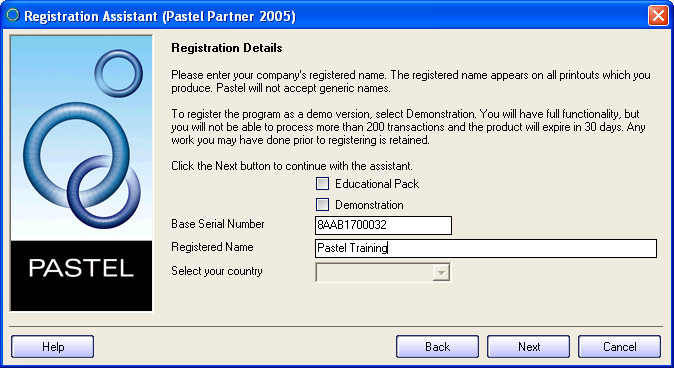 Registration Assistant (Pastel Partner 2005)
Registration Details
Please enter your company's registered name. The registered name appears on all printouts which you
produce. Pastel will not accept generic names.
To register the program as a demo version, select Demonstration. You will have full functionality, but
you will not be able to process more than 200 transactions and the product will expire in 30 days. Any
work you may have done prior to registering is retained.
Click the Next button to continue with the assistant.
Educational Pack
Demonstration
Base Serial Number 8AAB1700032
Registered Name Pastel Training
Select your country
PASTEL
Help Back Next Cancel